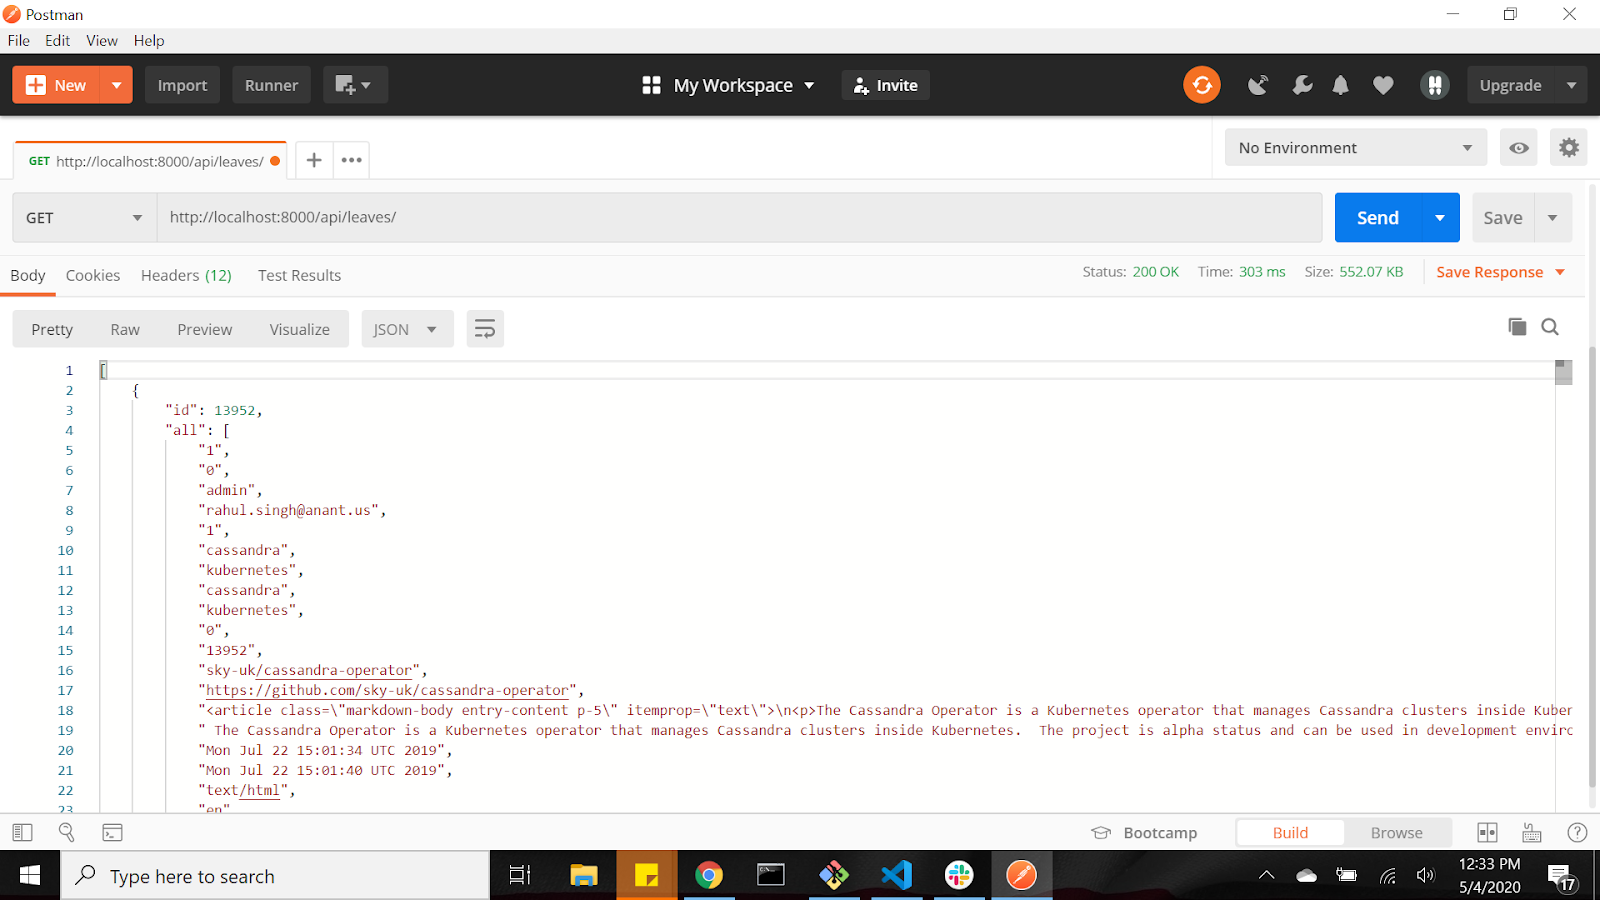 Postman
File Edit View Help
New Import Runner My Workspace Invite Upgrade
GET http://localhost:8000/api/leaves/ No Environment
GET http://localhost:8000/api/leaves/ Send Save
Body Cookies Headers (12) Test Results Status: 200 OK Time: 303 ms Size: 552.07 KB Save Response
Pretty Raw Preview Visualize JSON
1 [
2 {
3 "id": 13952,
4 "all": [
5 "1",
6 "0",
7 "admin",
8 "rahul.singh@anant.us",
9 "1",
10 "cassandra",
11 "kubernetes",
12 "cassandra",
13 "kubernetes",
14 "0",
15 "13952",
16 "sky-uk/cassandra-operator",
17 "https://github.com/sky-uk/cassandra-operator",
18 "<article class=\"markdown-body entry-content p-5\" itemprop=\"text\">\n<p>The Cassandra Operator is a Kubernetes operator that manages Cassandra clusters inside Kuber
19 " The Cassandra Operator is a Kubernetes operator that manages Cassandra clusters inside Kubernetes.  The project is alpha status and can be used in development enviro
20 "Mon Jul 22 15:01:34 UTC 2019",
21 "Mon Jul 22 15:01:40 UTC 2019",
22 "text/html",
23 "en"
Bootcamp Build Browse
Type here to search 12:33 PM
5/4/2020 17